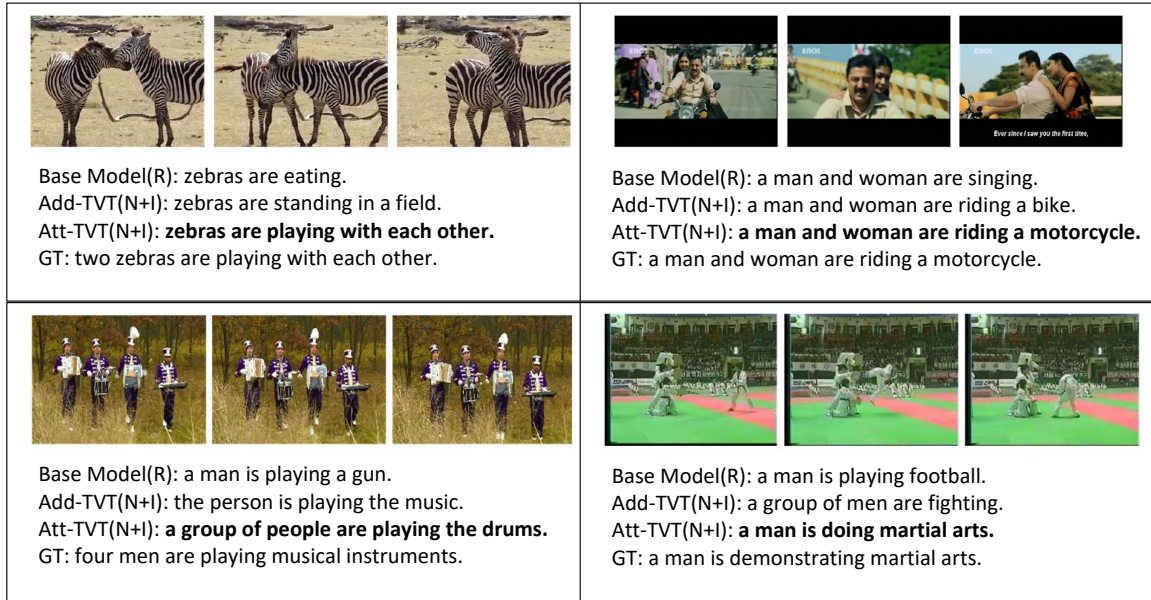 EROS
EROS
EROS
Ever since I saw you the first time,
Base Model(R): zebras are eating.
Add-TVT(N+I): zebras are standing in a field.
Att-TVT(N+I): zebras are playing with each other.
GT: two zebras are playing with each other.
Base Model(R): a man and woman are singing.
Add-TVT(N+I): a man and woman are riding a bike.
Att-TVT(N+I): a man and woman are riding a motorcycle.
GT: a man and woman are riding a motorcycle.
Base Model(R): a man is playing a gun.
Add-TVT(N+I): the person is playing the music.
Att-TVT(N+I): a group of people are playing the drums.
GT: four men are playing musical instruments.
Base Model(R): a man is playing football.
Add-TVT(N+I): a group of men are fighting.
Att-TVT(N+I): a man is doing martial arts.
GT: a man is demonstrating martial arts.